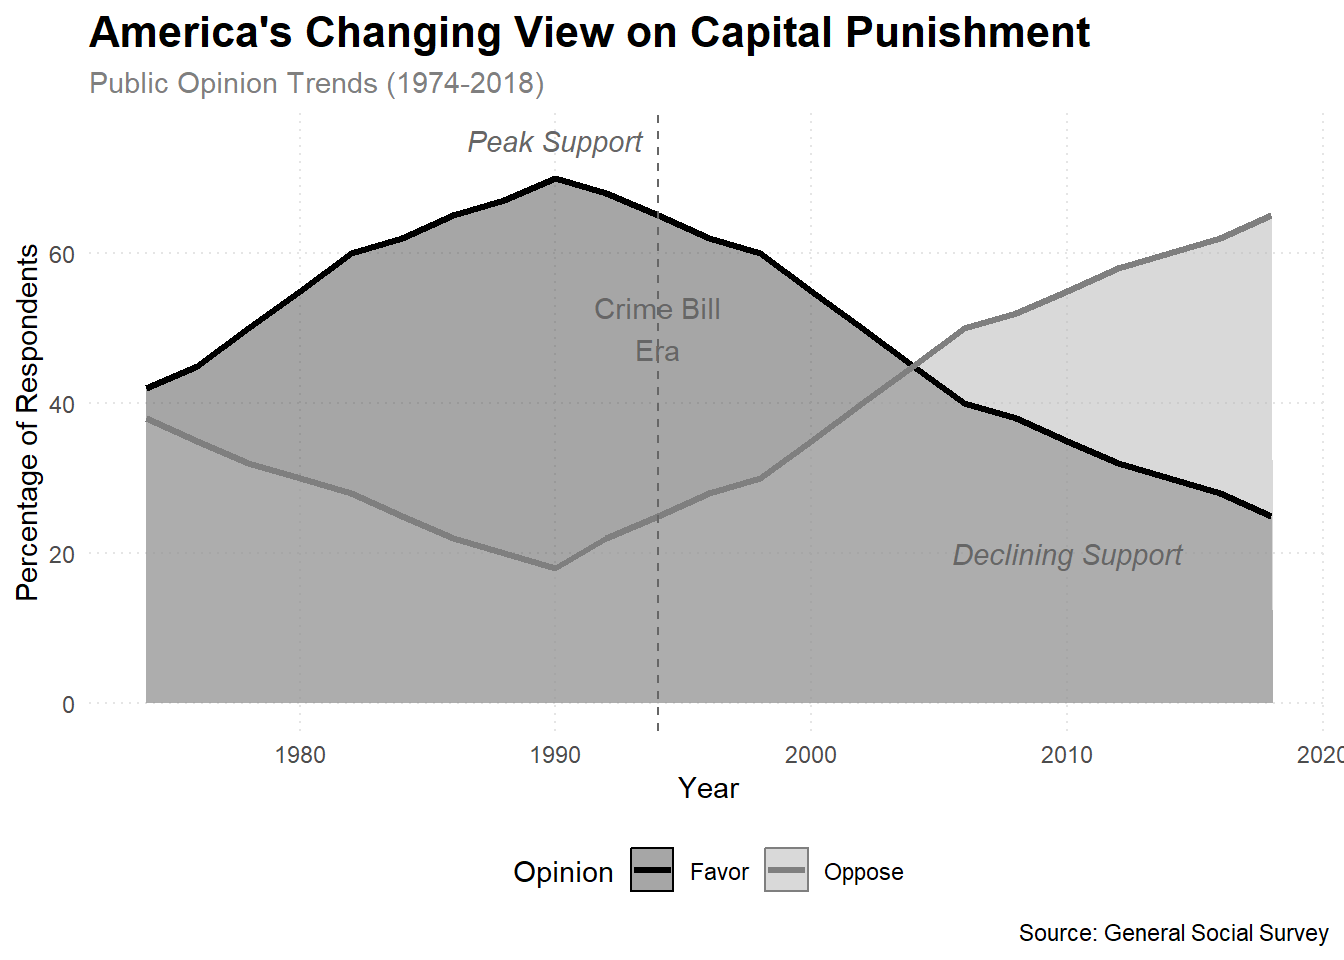 America's Changing View on Capital Punishment
Public Opinion Trends (1974-2018)
Peak Support
Crime Bill
Era
Declining Support
Percentage of Respondents
60
40
20
0
1980
1990
2000
2010
2020
Year
Opinion
Favor
Oppose
Source: General Social Survey